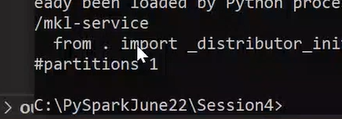 eady been loaded by Python proce
/mkl-service
from . import _distributor_ini
#partitions 1
C:\PySparkJune22\Session4>